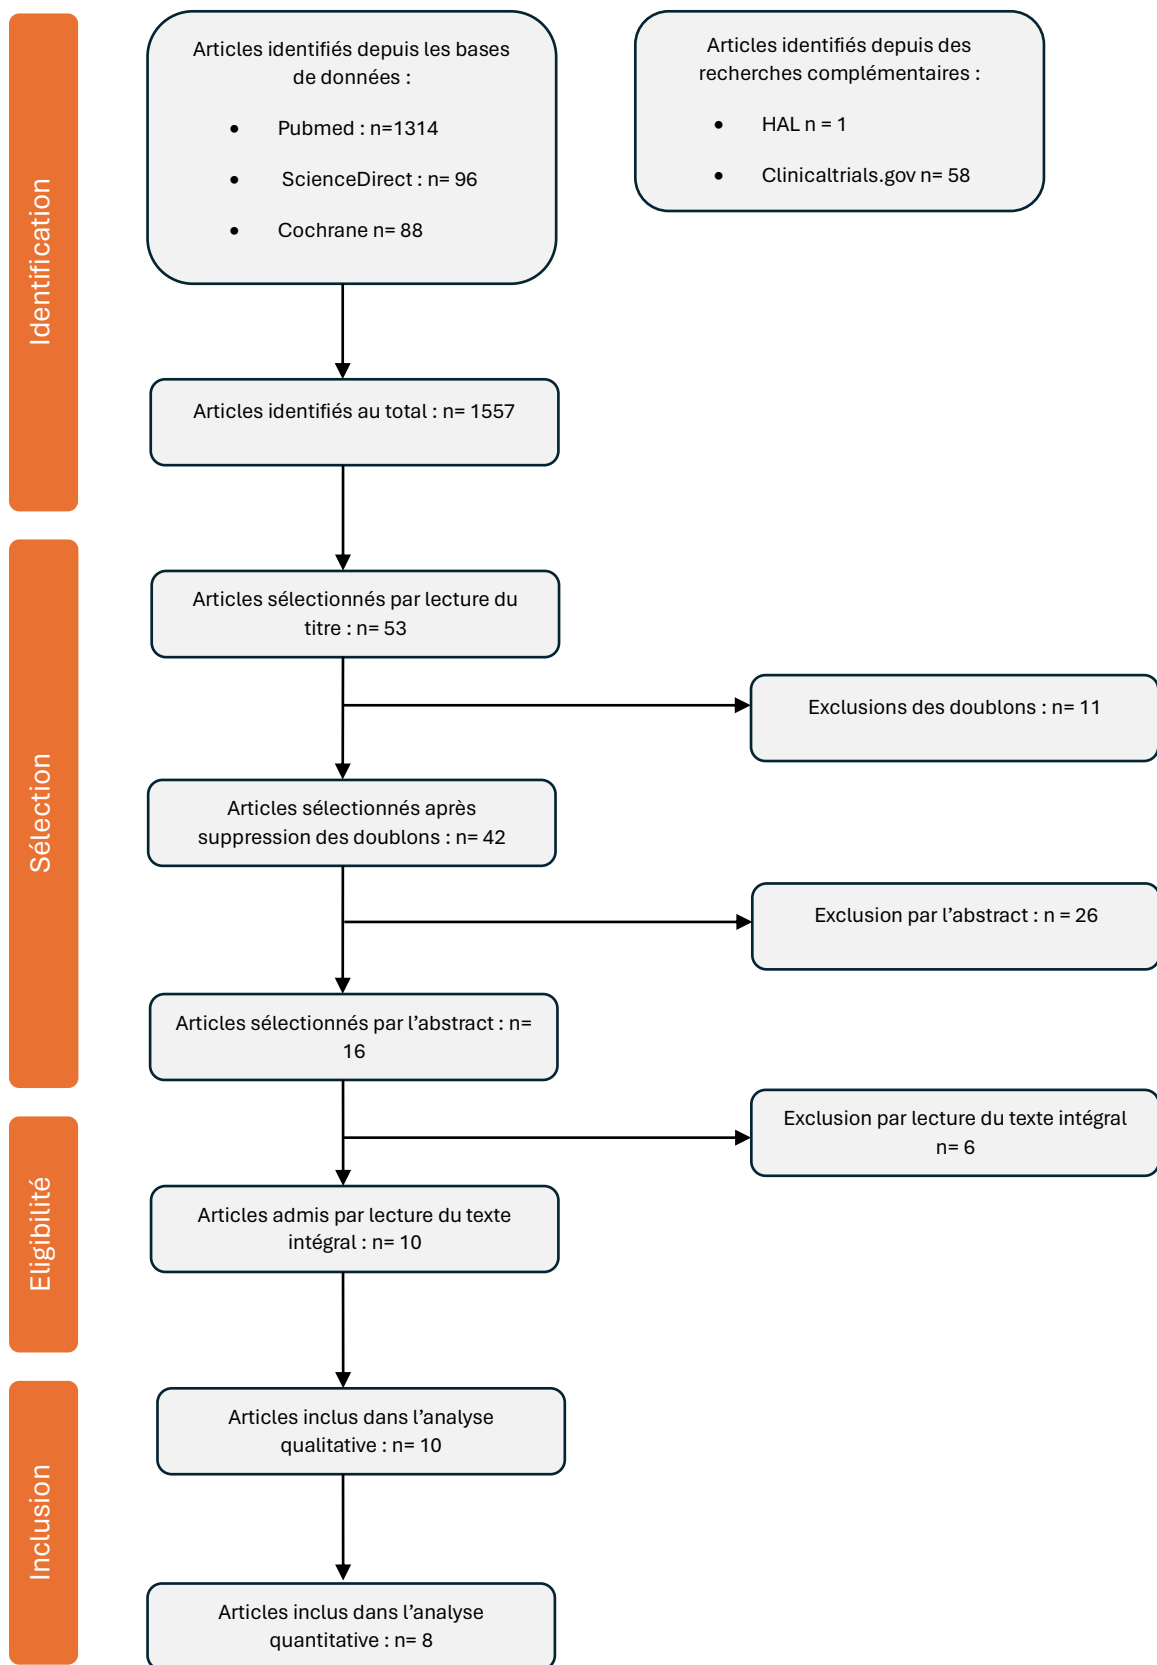 Identification
Articles identifiés depuis les bases
de données :
• Pubmed : n=1314
• ScienceDirect : n= 96
• Cochrane n= 88
Articles identifiés depuis des
recherches complémentaires :
• HAL n = 1
• Clinicaltrials.gov n= 58
Articles identifiés au total : n= 1557
Sélection
Articles sélectionnés par lecture du
titre : n= 53
Exclusions des doublons : n= 11
Articles sélectionnés après
suppression des doublons : n= 42
Exclusion par l’abstract : n = 26
Articles sélectionnés par l’abstract : n=
16
Exclusion par lecture du texte intégral
n= 6
Eligibilité
Articles admis par lecture du texte
intégral : n= 10
Inclusion
Articles inclus dans l’analyse
qualitative : n= 10
Articles inclus dans l’analyse
quantitative : n= 8